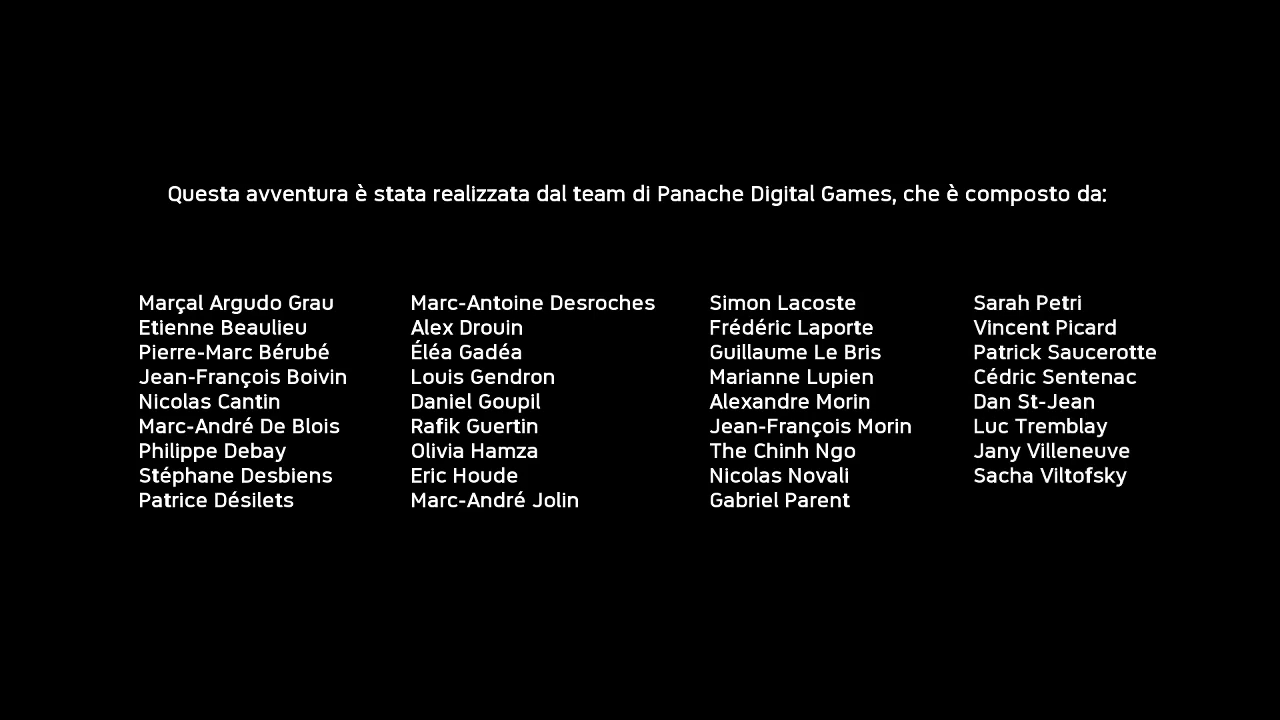 Questa avventura è stata realizzata dal team di Panache Digital Games, che è composto da:
Marçal Argudo Grau
Etienne Beaulieu
Pierre-Marc Bérubé
Jean-François Boivin
Nicolas Cantin
Marc-André De Blois
Philippe Debay
Stéphane Desbiens
Patrice Désilets
Marc-Antoine Desroches
Alex Drouin
Éléa Gadéa
Louis Gendron
Daniel Goupil
Rafik Guertin
Olivia Hamza
Eric Houde
Marc-André Jolin
Simon Lacoste
Frédéric Laporte
Guillaume Le Bris
Marianne Lupien
Alexandre Morin
Jean-François Morin
The Chinh Ngo
Nicolas Novali
Gabriel Parent
Sarah Petri
Vincent Picard
Patrick Saucerotte
Cédric Sentenac
Dan St-Jean
Luc Tremblay
Jany Villeneuve
Sacha Viltofsky